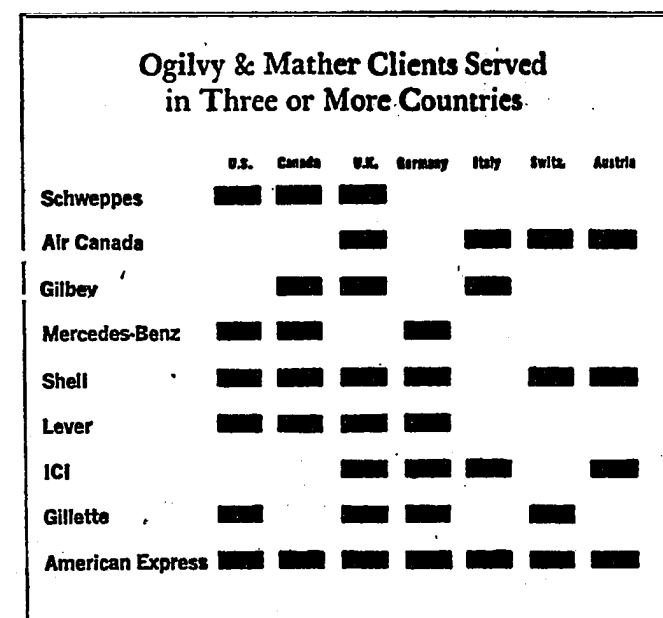 Ogilvy & Mather Clients Served
in Three or More Countries
U.S. Canada U.K. Germany Italy Switz. Austria
Schweppes
Air Canada
Gilbey
Mercedes-Benz
Shell
Lever
ICI
Gillette
American Express